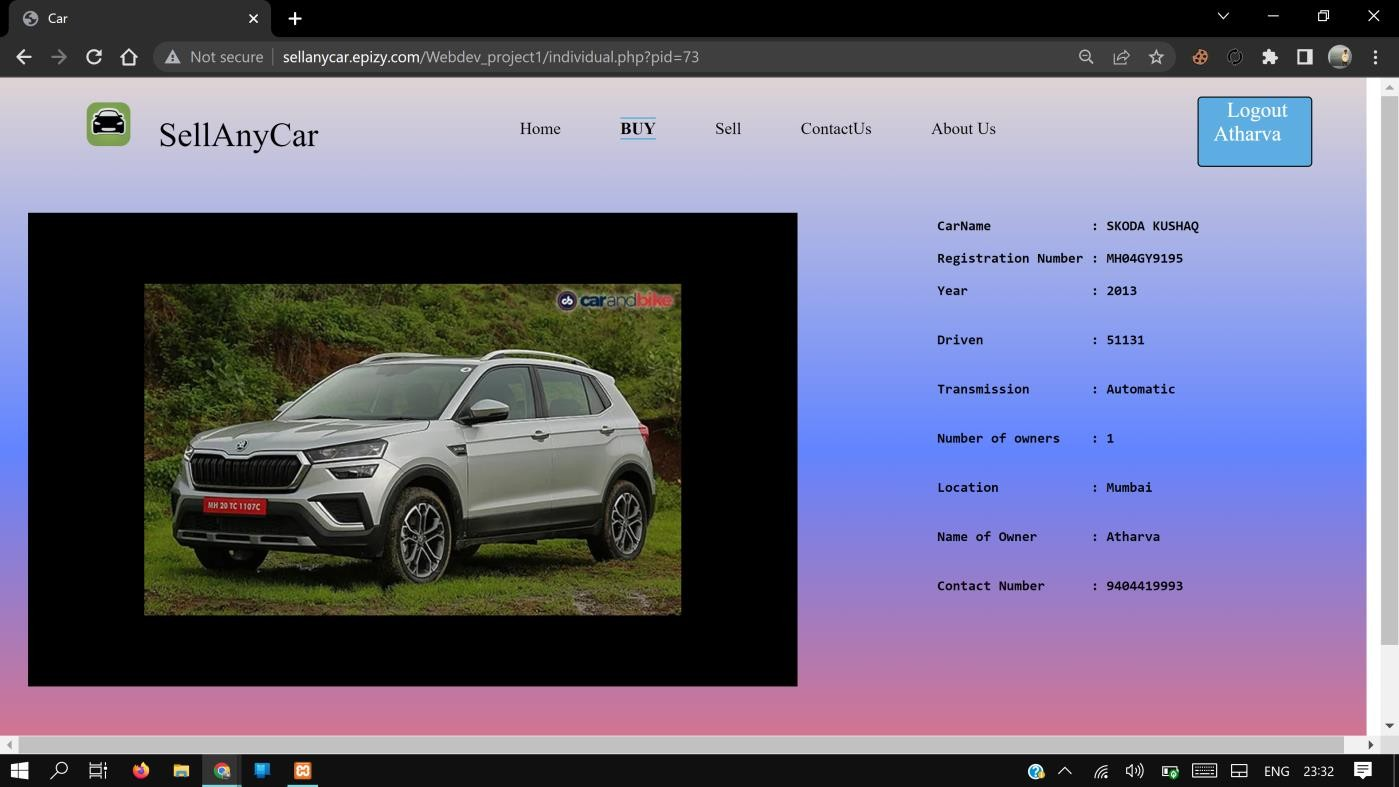 Car
Not secure
sellanycar.epizy.com/Webdev_project1/individual.php?pid=73
SellAnyCar
Home
BUY
Sell
ContactUs
About Us
Logout
Atharva
carandbike
MH 20 TC 1107C
CarName : SKODA KUSHAQ
Registration Number : MH04GY9195
Year : 2013
Driven : 51131
Transmission : Automatic
Number of owners : 1
Location : Mumbai
Name of Owner : Atharva
Contact Number : 9404419993
ENG
23:32